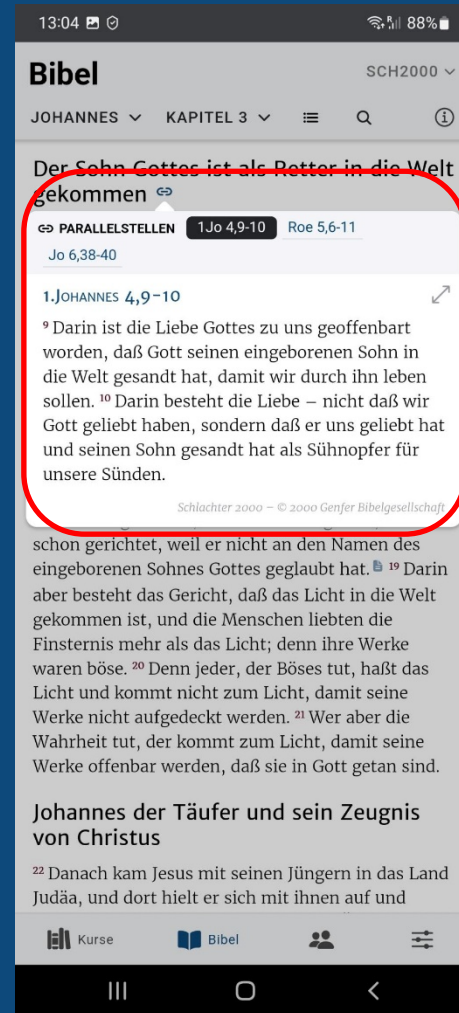 13:04 88%
Bibel SCH2000
JOHANNES KAPITEL 3
Der Sohn Gottes ist als Retter in die Welt
gekommen
PARALLELSTELLEN 1Jo 4,9-10 Roe 5,6-11
Jo 6,38-40
1.JOHANNES 4,9-10
9 Darin ist die Liebe Gottes zu uns geoffenbart
worden, daß Gott seinen eingeborenen Sohn in
die Welt gesandt hat, damit wir durch ihn leben
sollen. 10 Darin besteht die Liebe – nicht daß wir
Gott geliebt haben, sondern daß er uns geliebt hat
und seinen Sohn gesandt hat als Sühnopfer für
unsere Sünden.
Schlachter 2000 – © 2000 Genfer Bibelgesellschaft
schon gerichtet, weil er nicht an den Namen des
eingeborenen Sohnes Gottes geglaubt hat. 19 Darin
aber besteht das Gericht, daß das Licht in die Welt
gekommen ist, und die Menschen liebten die
Finsternis mehr als das Licht; denn ihre Werke
waren böse. 20 Denn jeder, der Böses tut, haßt das
Licht und kommt nicht zum Licht, damit seine
Werke nicht aufgedeckt werden. 21 Wer aber die
Wahrheit tut, der kommt zum Licht, damit seine
Werke offenbar werden, daß sie in Gott getan sind.
Johannes der Täufer und sein Zeugnis
von Christus
22 Danach kam Jesus mit seinen Jüngern in das Land
Judäa, und dort hielt er sich mit ihnen auf und
Kurse Bibel